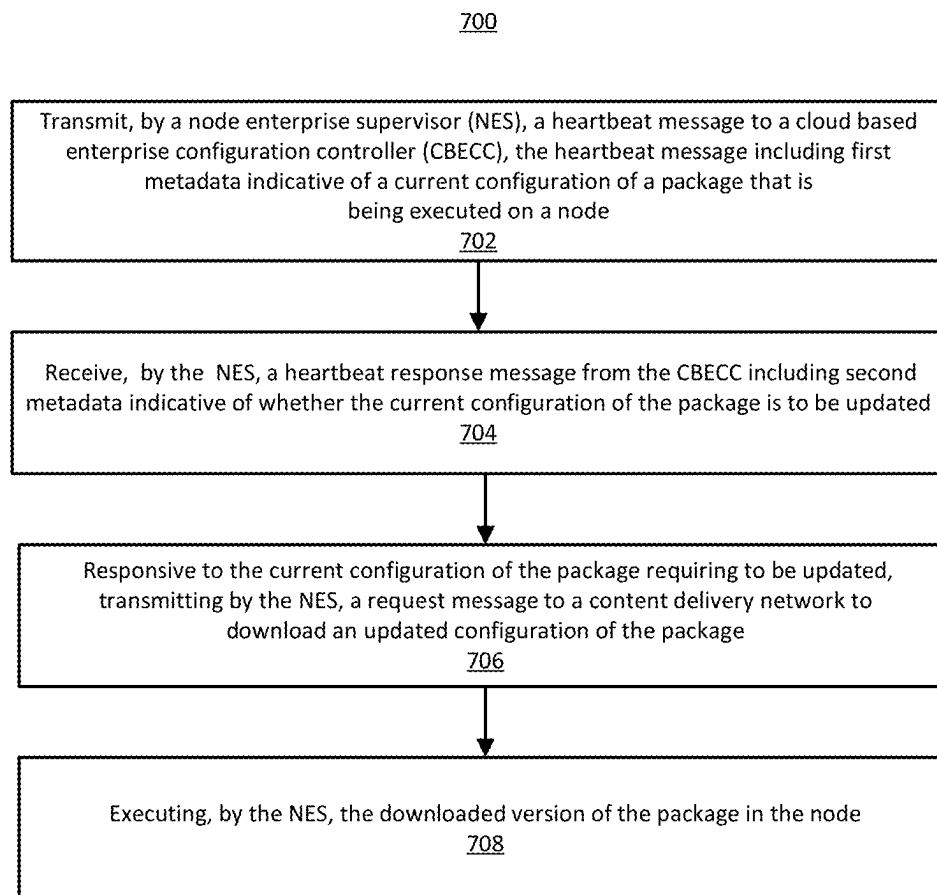 700
Transmit, by a node enterprise supervisor (NES), a heartbeat message to a cloud based
enterprise configuration controller (CBECC), the heartbeat message including first
metadata indicative of a current configuration of a package that is
being executed on a node
702
Receive, by the NES, a heartbeat response message from the CBECC including second
metadata indicative of whether the current configuration of the package is to be updated
704
Responsive to the current configuration of the package requiring to be updated,
transmitting by the NES, a request message to a content delivery network to
download an updated configuration of the package
706
Executing, by the NES, the downloaded version of the package in the node
708